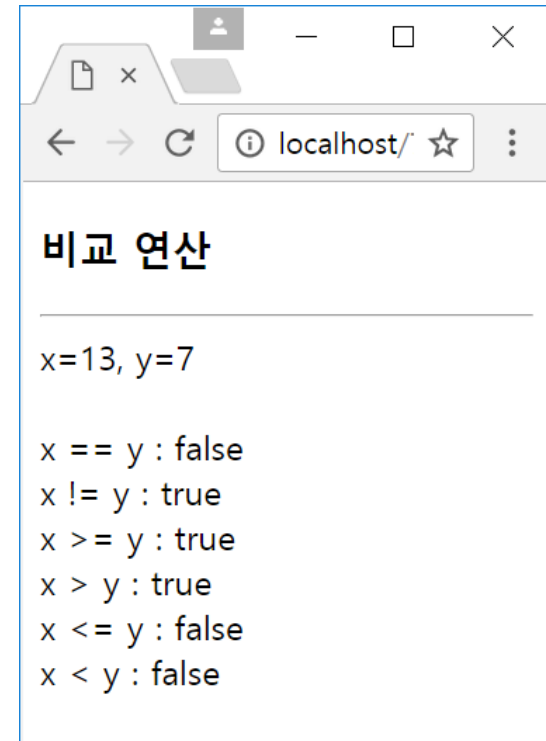 localhost/
비교 연산
x=13, y=7
x == y : false
x != y : true
x >= y : true
x > y : true
x <= y : false
x < y : false